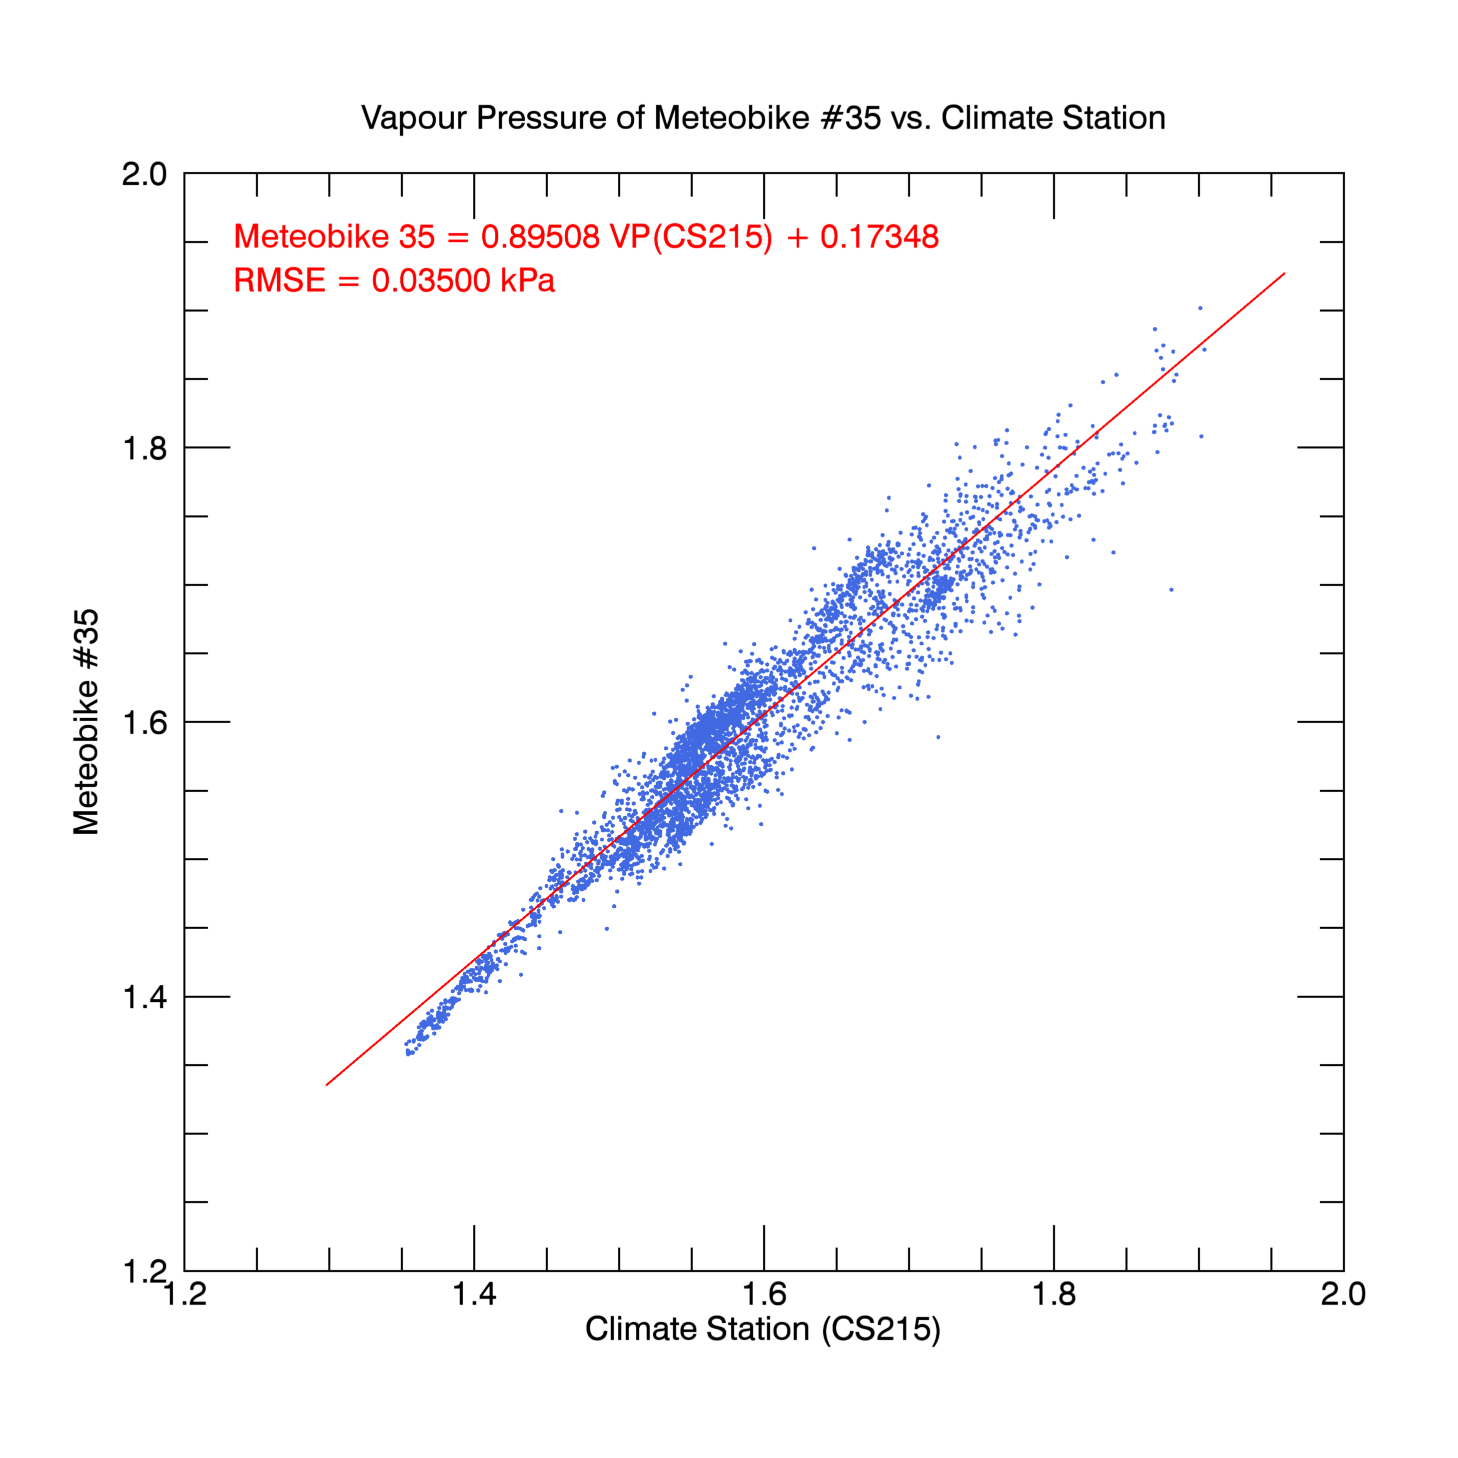 Vapour Pressure of Meteobike #35 vs. Climate Station
2.0
Meteobike 35 = 0.89508 VP(CS215) + 0.17348
RMSE = 0.03500 kPa
1.8
Meteobike #35
1.6
1.4
1.2
1.2 1.4 1.6 1.8 2.0
Climate Station (CS215)